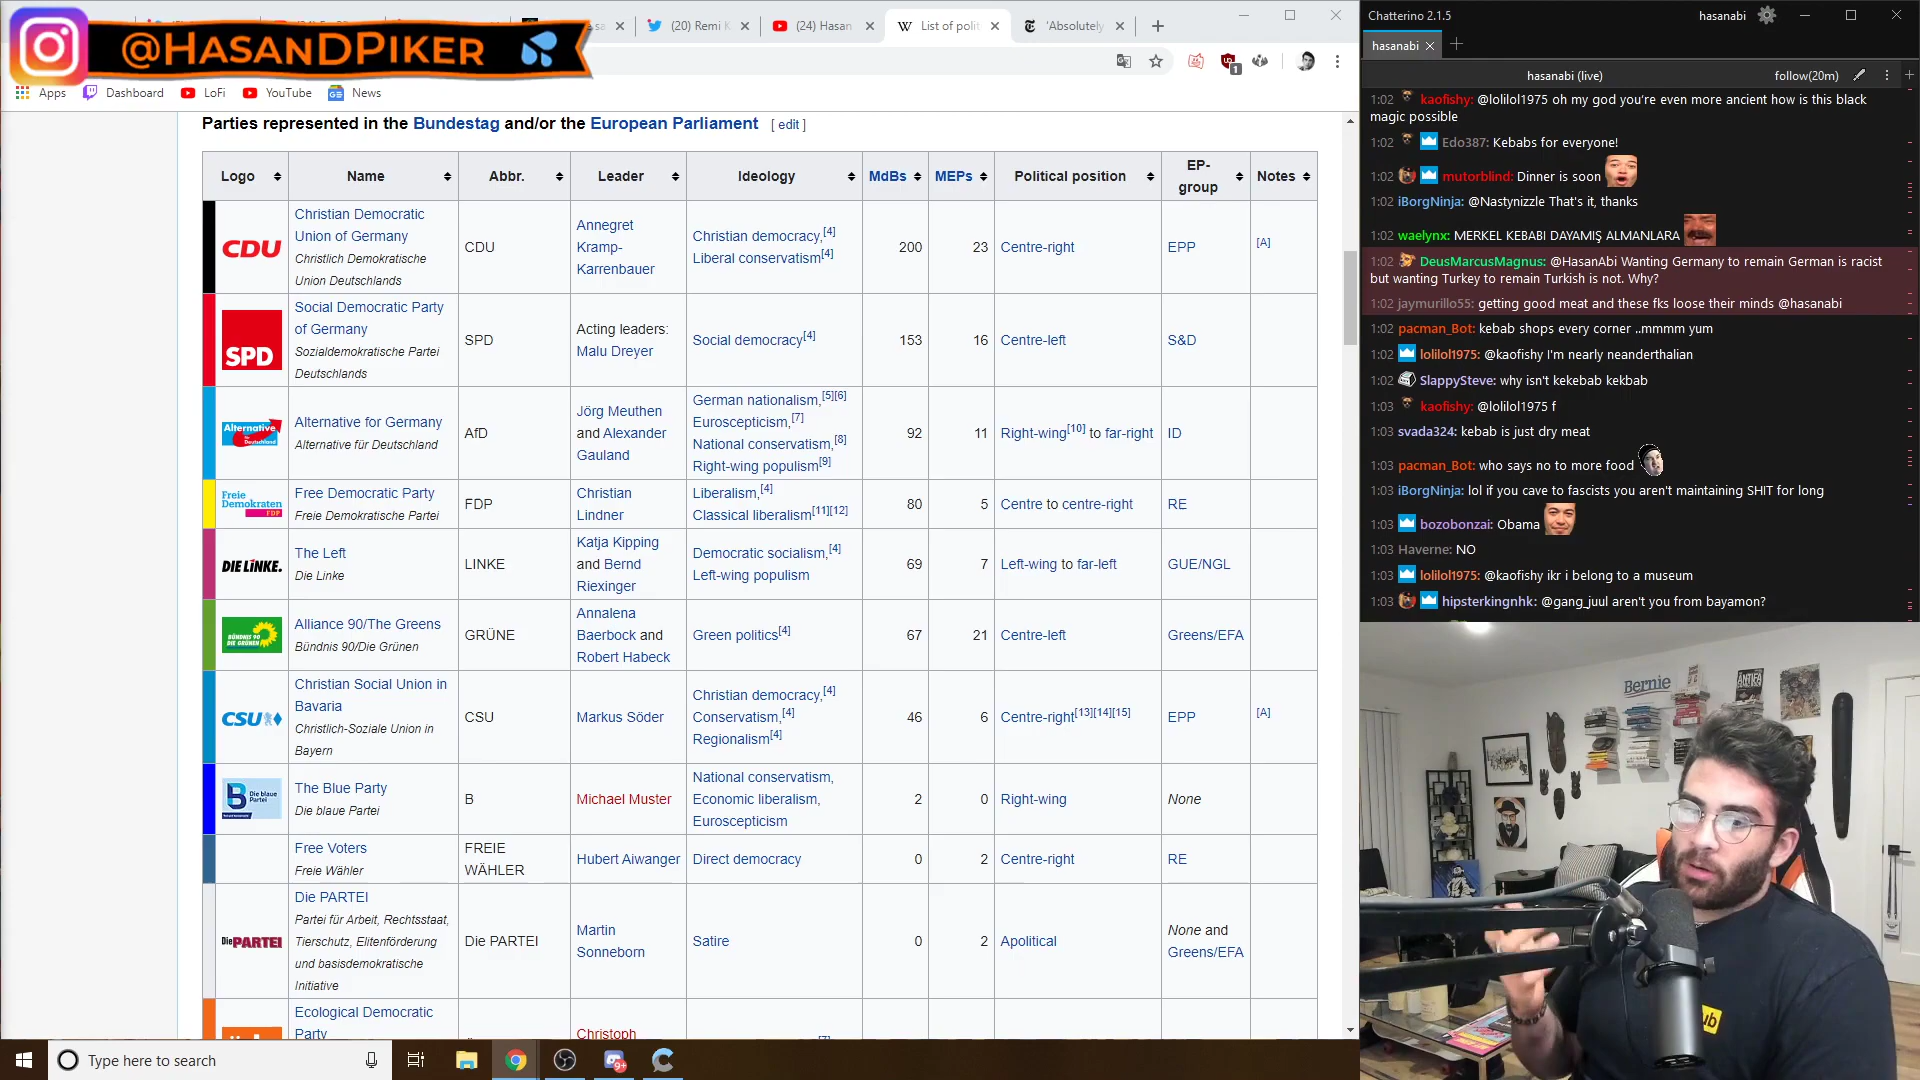 @HasanDPiker
(20) Remi K
(24) Hasan
List of polit
'Absolutely
Apps
Dashboard
LoFi
YouTube
News
1
Parties represented in the Bundestag and/or the European Parliament [ edit ]
Logo Name Abbr. Leader Ideology MdBs MEPs Political position EP-group Notes
CDU
Christian Democratic
Union of Germany
Christlich Demokratische
Union Deutschlands
CDU
Annegret
Kramp-
Karrenbauer
Christian democracy,[4]
Liberal conservatism[4]
200
23
Centre-right
EPP
[A]
SPD
Social Democratic Party
of Germany
Sozialdemokratische Partei
Deutschlands
SPD
Acting leaders:
Malu Dreyer
Social democracy[4]
153
16
Centre-left
S&D
Alternative
für Deutschland
Alternative for Germany
Alternative für Deutschland
AfD
Jörg Meuthen
and Alexander
Gauland
German nationalism,[5][6]
Euroscepticism,[7]
National conservatism,[8]
Right-wing populism[9]
92
11
Right-wing[10] to far-right
ID
Freie
Demokraten
FDP
Free Democratic Party
Freie Demokratische Partei
FDP
Christian
Lindner
Liberalism,[4]
Classical liberalism[11][12]
80
5
Centre to centre-right
RE
DIE LINKE.
The Left
Die Linke
LINKE
Katja Kipping
and Bernd
Riexinger
Democratic socialism,[4]
Left-wing populism
69
7
Left-wing to far-left
GUE/NGL
BÜNDNIS 90
DIE GRÜNEN
Alliance 90/The Greens
Bündnis 90/Die Grünen
GRÜNE
Annalena
Baerbock and
Robert Habeck
Green politics[4]
67
21
Centre-left
Greens/EFA
CSU
Christian Social Union in
Bavaria
Christlich-Soziale Union in
Bayern
CSU
Markus Söder
Christian democracy,[4]
Conservatism,[4]
Regionalism[4]
46
6
Centre-right[13][14][15]
EPP
[A]
B Die blaue
Partei
The Blue Party
Die blaue Partei
B
Michael Muster
National conservatism,
Economic liberalism,
Euroscepticism
2
0
Right-wing
None
Free Voters
Freie Wähler
FREIE
WÄHLER
Hubert Aiwanger
Direct democracy
0
2
Centre-right
RE
Die PARTEI
Die PARTEI
Partei für Arbeit, Rechtsstaat,
Tierschutz, Elitenförderung
und basisdemokratische
Initiative
Die PARTEI
Martin
Sonneborn
Satire
0
2
Apolitical
None and
Greens/EFA
Ecological Democratic
Party
Christoph
Type here to search
9+
Chatterino 2.1.5
hasanabi
hasanabi
hasanabi (live)
follow(20m)
1:02 kaofishy: @lolilol1975 oh my god you're even more ancient how is this black
magic possible
1:02 Edo387: Kebabs for everyone!
1:02 mutorblind: Dinner is soon
1:02 iBorgNinja: @Nastynizzle That's it, thanks
1:02 waelynx: MERKEL KEBABI DAYAMIŞ ALMANLARA
1:02 DeusMarcusMagnus: @HasanAbi Wanting Germany to remain German is racist
but wanting Turkey to remain Turkish is not. Why?
1:02 jaymurillo55: getting good meat and these fks loose their minds @hasanabi
1:02 pacman_Bot: kebab shops every corner ..mmmm yum
1:02 lolilol1975: @kaofishy I'm nearly neanderthalian
1:02 SlappySteve: why isn't kekebab kekbab
1:03 kaofishy: @lolilol1975 f
1:03 svada324: kebab is just dry meat
1:03 pacman_Bot: who says no to more food
1:03 iBorgNinja: lol if you cave to fascists you aren't maintaining SHIT for long
1:03 bozobonzai: Obama
1:03 Haverne: NO
1:03 lolilol1975: @kaofishy ikr i belong to a museum
1:03 hipsterkingnhk: @gang_juul aren't you from bayamon?
Bernie
ANTIFA
ub